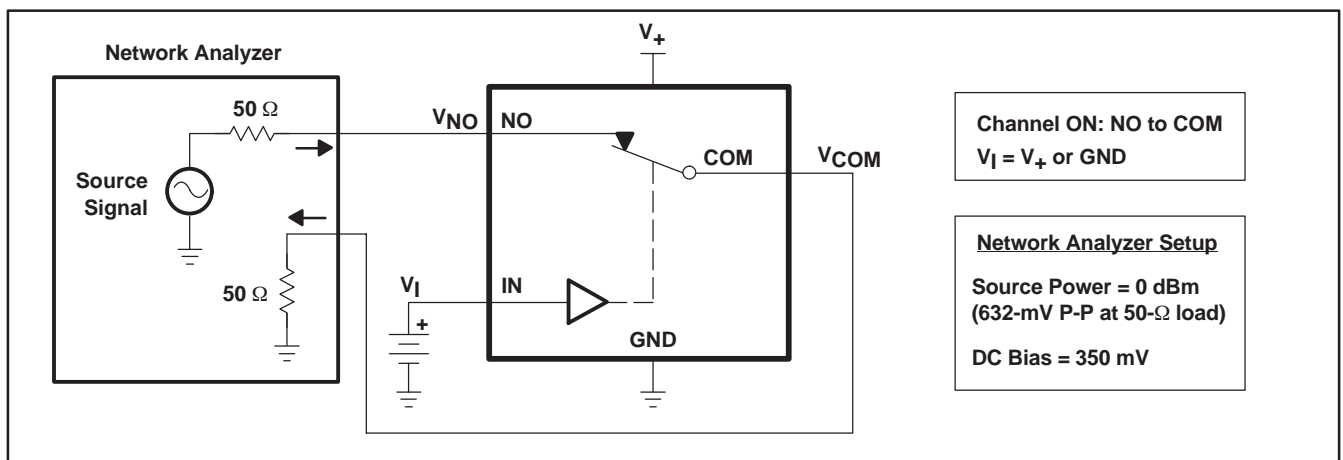 V+
Network Analyzer
50 Ω
VNO
NO
COM
VCOM
Source
Signal
50 Ω
VI
IN
+
GND
Channel ON: NO to COM
VI = V+ or GND
Network Analyzer Setup
Source Power = 0 dBm
(632-mV P-P at 50-Ω load)
DC Bias = 350 mV